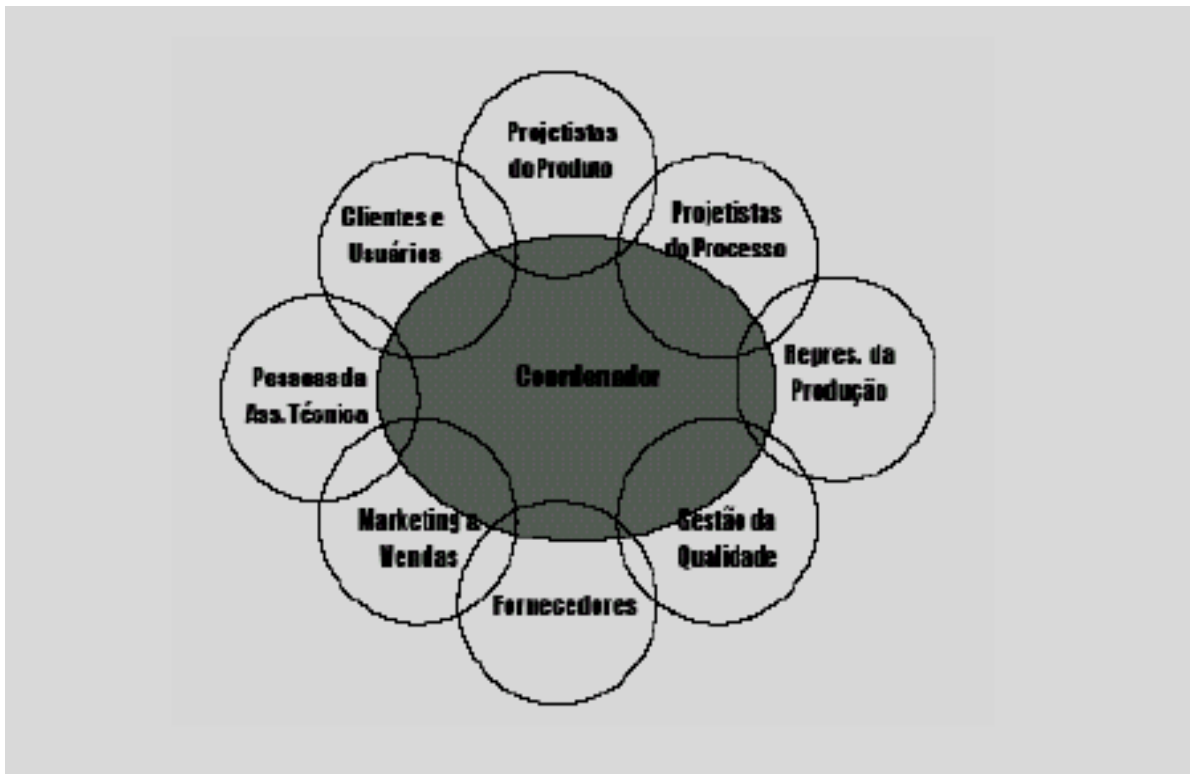 Projetistas
do Produto
Clientes e
Usuários
Projetistas
do Processo
Pessoas da
Ass. Técnica
Coordenador
Repres. da
Produção
Marketing e
Vendas
Gestão da
Qualidade
Fornecedores